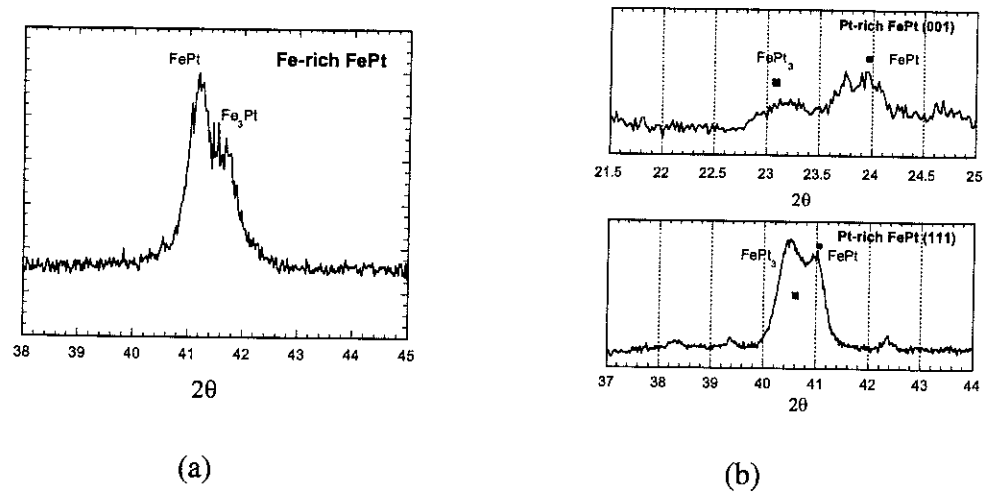 Fe-rich FePt
FePt
Fe₃Pt
38 39 40 41 42 43 44 45
2θ
(a)
Pt-rich FePt (001)
FePt₃
FePt
21.5 22 22.5 23 23.5 24 24.5 25
2θ
Pt-rich FePt (111)
FePt₃
FePt
37 38 39 40 41 42 43 44
2θ
(b)